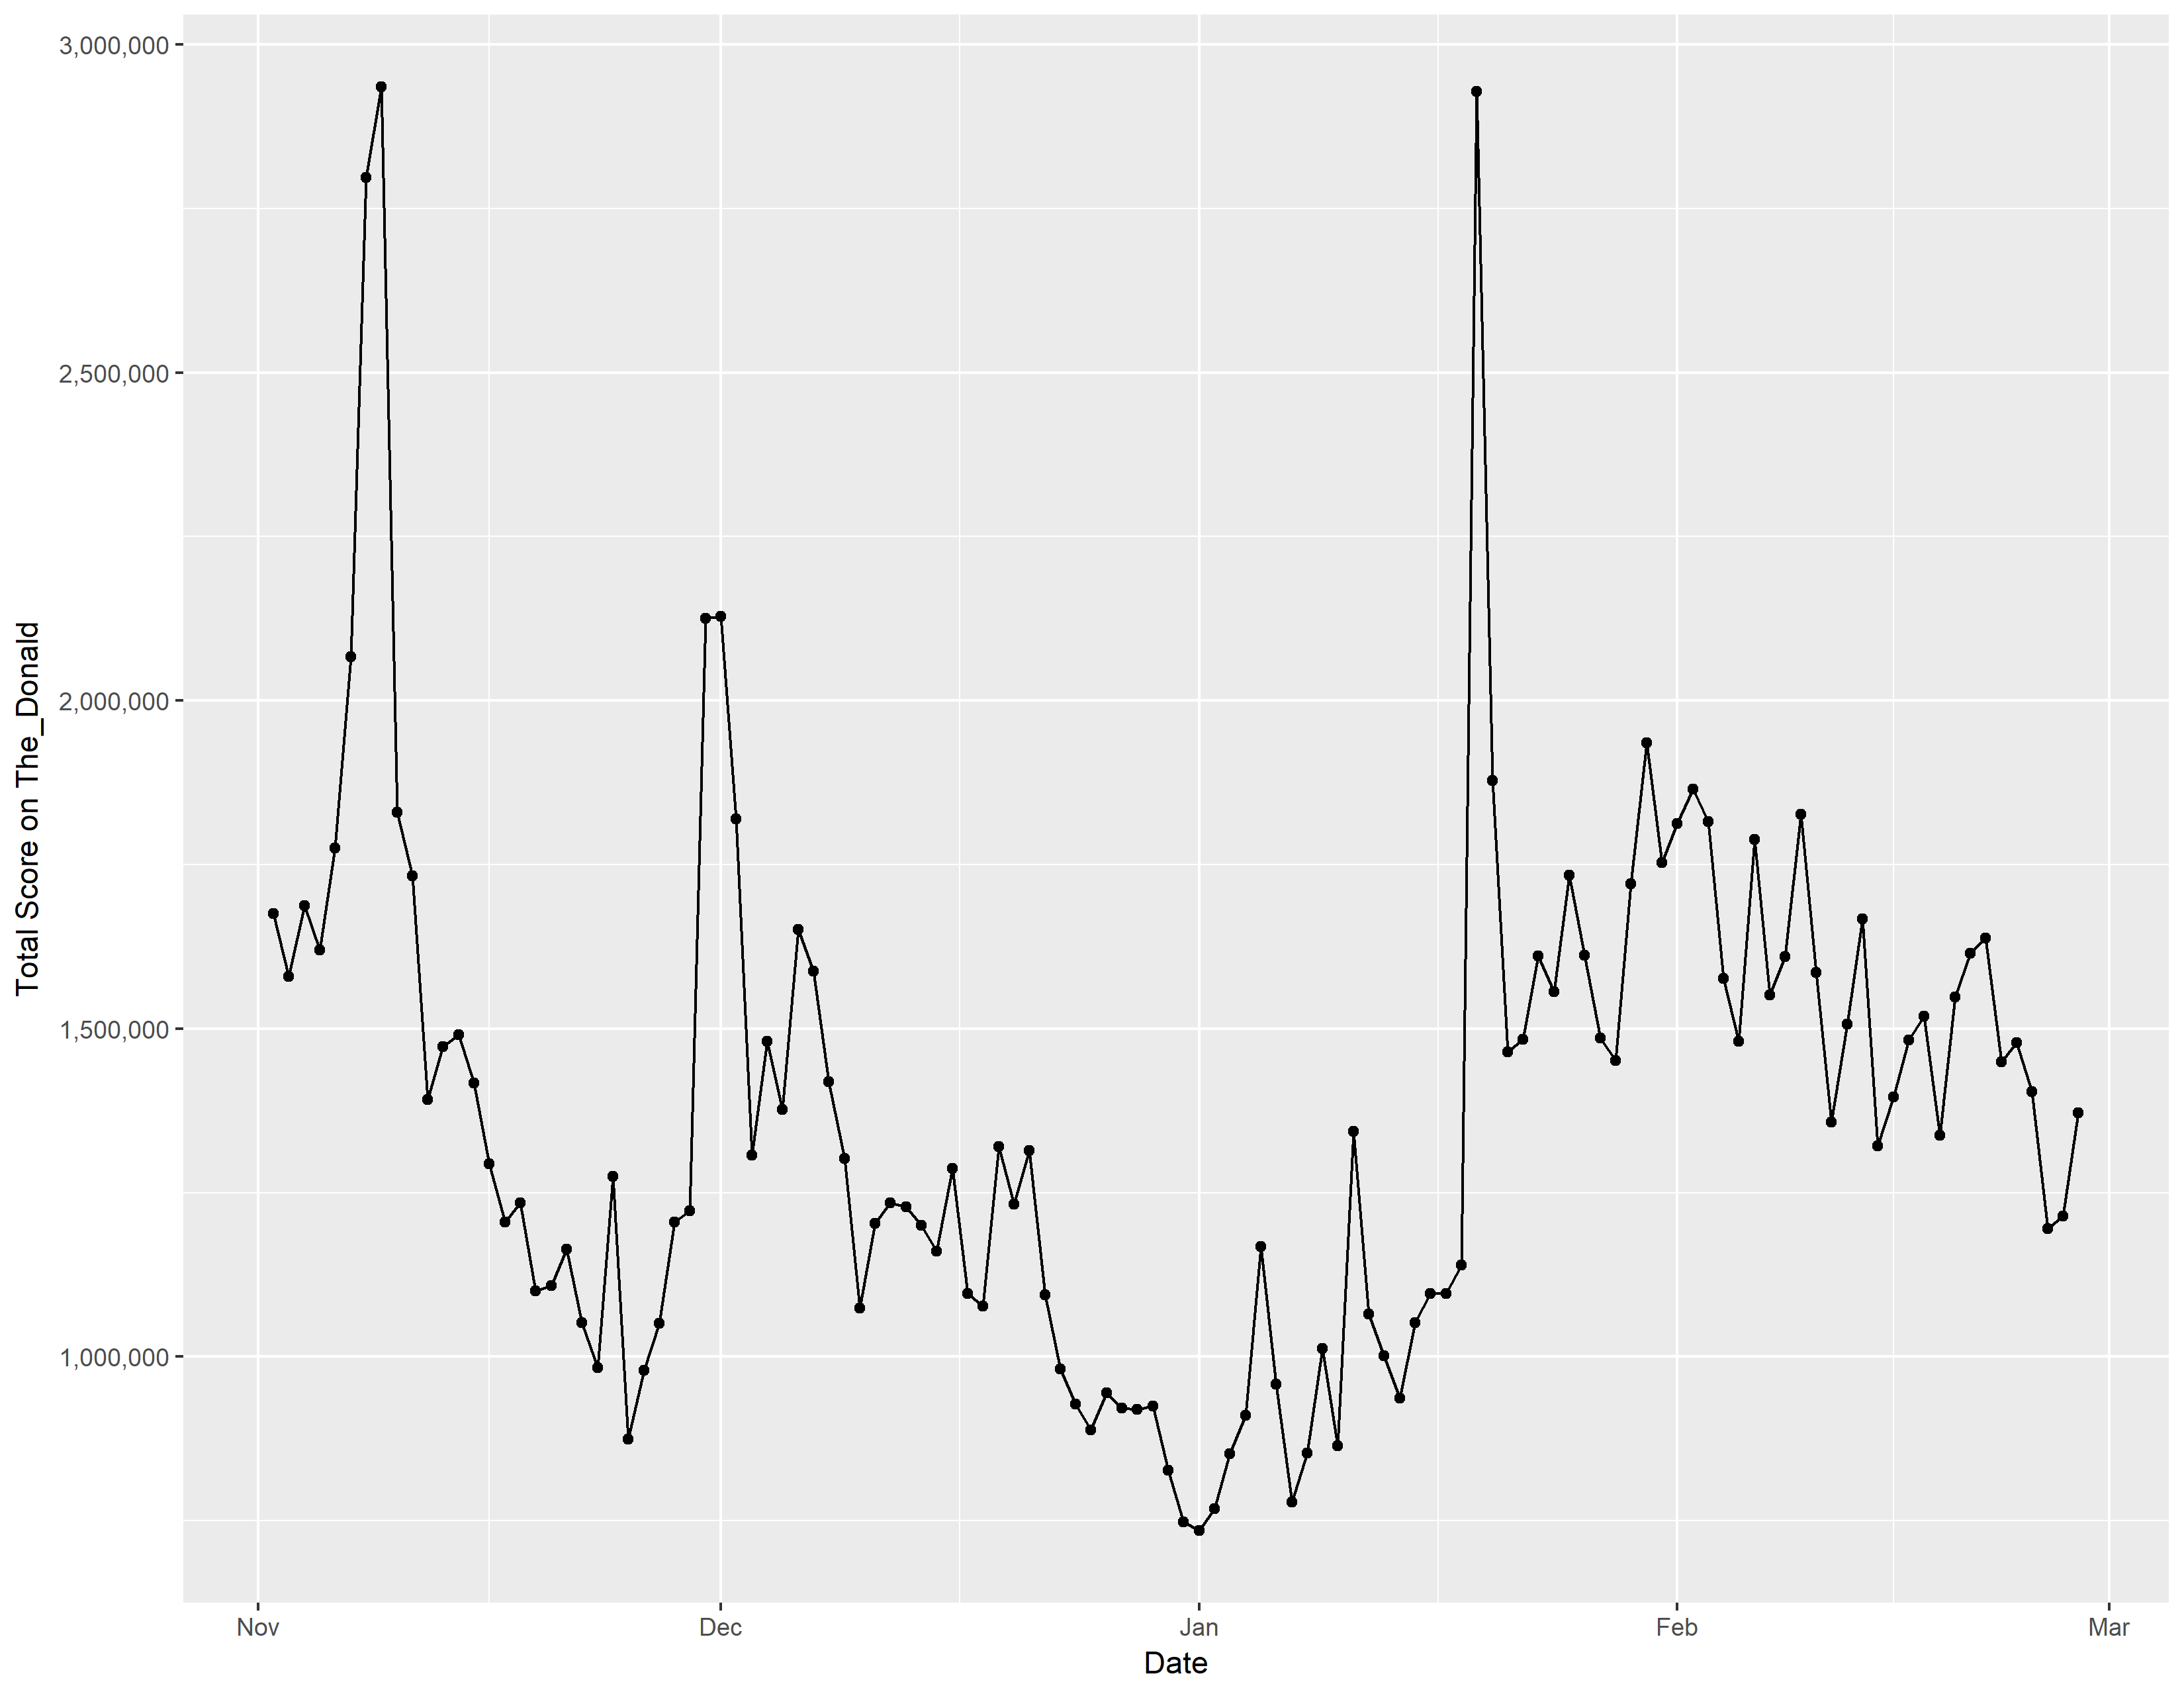 3,000,000
2,500,000
2,000,000
1,500,000
1,000,000
Total Score on The_Donald
Nov Dec Jan Feb Mar
Date